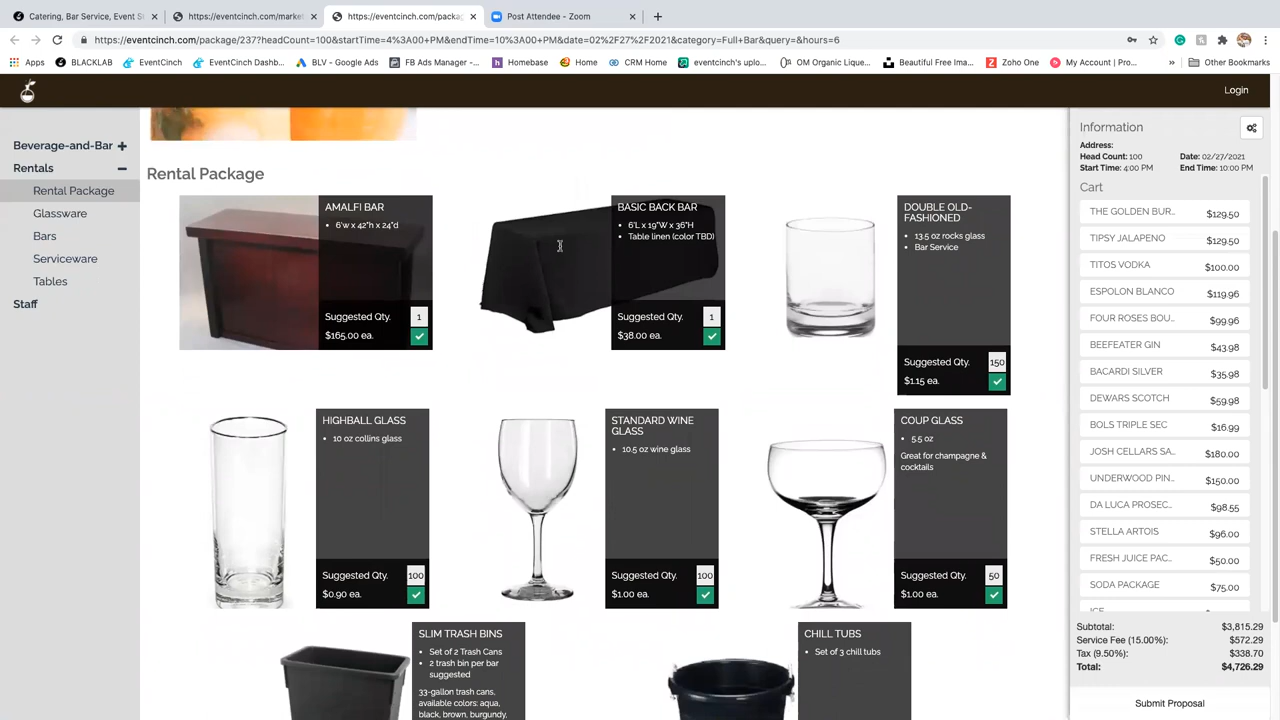 Catering, Bar Service, Event St
https://eventcinch.com/market
https://eventcinch.com/packag
Post Attendee - Zoom
https://eventcinch.com/package/237?headCount=100&startTime=4%3A00+PM&endTime=10%3A00+PM&date=02%2F27%2F2021&category=Full+Bar&query=&hours=6
Apps
BLACKLAB
EventCinch
EventCinch Dashb...
BLV - Google Ads
FB Ads Manager -...
Homebase
Home
CRM Home
eventcinch's uplo...
OM Organic Lique...
Beautiful Free Ima...
Zoho One
My Account | Pro...
»
Other Bookmarks
Login
Beverage-and-Bar
Rentals
Rental Package
Glassware
Bars
Serviceware
Tables
Staff
Rental Package
AMALFI BAR
• 6'w x 42"h x 24"d
Suggested Qty. 1
$165.00 ea.
BASIC BACK BAR
• 6'L x 19"W x 36"H
• Table linen (color TBD)
Suggested Qty. 1
$38.00 ea.
DOUBLE OLD-
FASHIONED
• 13.5 oz rocks glass
• Bar Service
Suggested Qty. 150
$1.15 ea.
HIGHBALL GLASS
• 10 oz collins glass
Suggested Qty. 100
$0.90 ea.
STANDARD WINE
GLASS
• 10.5 oz wine glass
Suggested Qty. 100
$1.00 ea.
COUP GLASS
• 5.5 oz
Great for champagne &
cocktails
Suggested Qty. 50
$1.00 ea.
SLIM TRASH BINS
• Set of 2 Trash Cans
• 2 trash bin per bar
suggested
33-gallon trash cans,
available colors: aqua,
black, brown, burgundy,
CHILL TUBS
• Set of 3 chill tubs
Information
Address:
Head Count: 100 Date: 02/27/2021
Start Time: 4:00 PM End Time: 10:00 PM
Cart
THE GOLDEN BUR... $129.50
TIPSY JALAPENO $129.50
TITOS VODKA $100.00
ESPOLON BLANCO $119.96
FOUR ROSES BOU... $99.96
BEEFEATER GIN $43.98
BACARDI SILVER $35.98
DEWARS SCOTCH $59.98
BOLS TRIPLE SEC $16.99
JOSH CELLARS SA... $180.00
UNDERWOOD PIN... $150.00
DA LUCA PROSEC... $98.55
STELLA ARTOIS $96.00
FRESH JUICE PAC... $50.00
SODA PACKAGE $75.00
ICE
Subtotal: $3,815.29
Service Fee (15.00%): $572.29
Tax (9.50%): $338.70
Total: $4,726.29
Submit Proposal